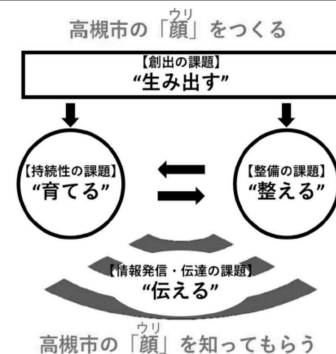 高槻市の「顔」をつくる
ウリ
【創出の課題】
“生み出す”
【持続性の課題】
“育てる”
【整備の課題】
“整える”
【情報発信・伝達の課題】
“伝える”
高槻市の「顔」を知ってもらう
ウリ